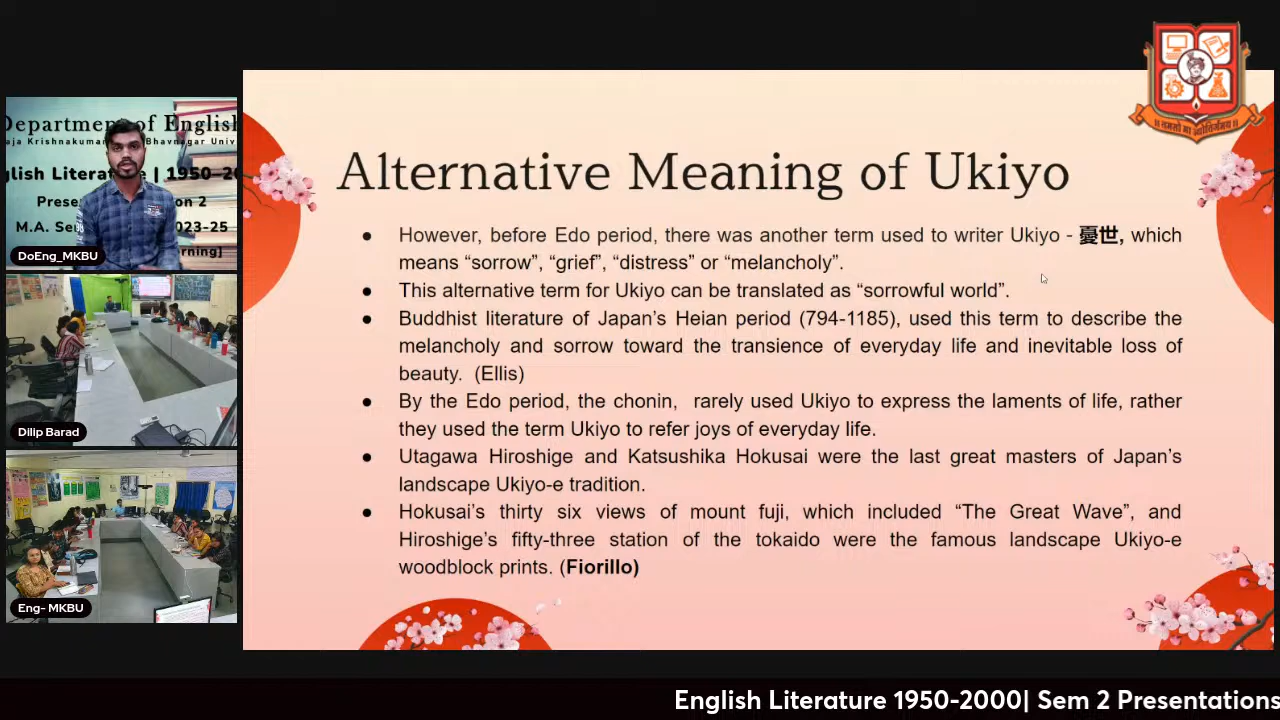 Alternative Meaning of Ukiyo
However, before Edo period, there was another term used to writer Ukiyo - 憂世, which
means “sorrow”, “grief”, “distress” or “melancholy”.
This alternative term for Ukiyo can be translated as “sorrowful world”.
Buddhist literature of Japan’s Heian period (794-1185), used this term to describe the
melancholy and sorrow toward the transience of everyday life and inevitable loss of
beauty. (Ellis)
By the Edo period, the chonin, rarely used Ukiyo to express the laments of life, rather
they used the term Ukiyo to refer joys of everyday life.
Utagawa Hiroshige and Katsushika Hokusai were the last great masters of Japan’s
landscape Ukiyo-e tradition.
Hokusai’s thirty six views of mount fuji, which included “The Great Wave”, and
Hiroshige’s fifty-three station of the tokaido were the famous landscape Ukiyo-e
woodblock prints. (Fiorillo)
Department of English
DoEng_MKBU
Dilip Barad
Eng- MKBU
English Literature 1950-2000| Sem 2 Presentations